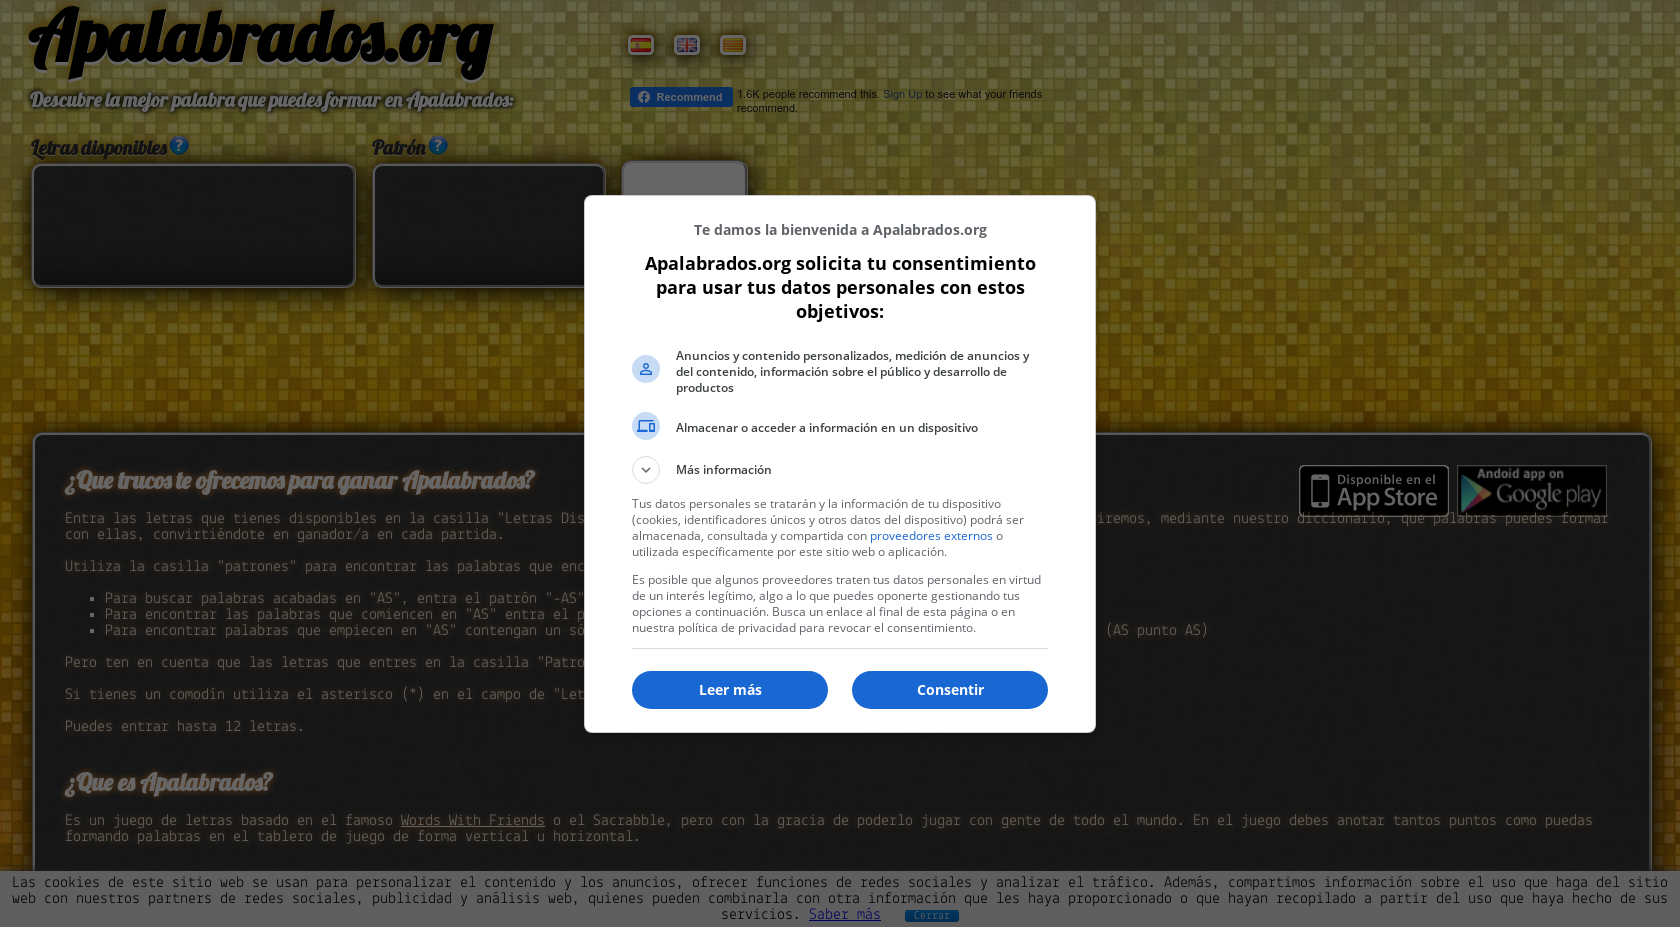 Apalabrados.org
Descubre la mejor palabra que puedes formar en Apalabrados:
Recommend
1.6K people recommend this. Sign Up to see what your friends
recommend.
Letras disponibles ?
Patrón ?
Te damos la bienvenida a Apalabrados.org
Apalabrados.org solicita tu consentimiento
para usar tus datos personales con estos
objetivos:
Anuncios y contenido personalizados, medición de anuncios y
del contenido, información sobre el público y desarrollo de
productos
Almacenar o acceder a información en un dispositivo
Más información
Tus datos personales se tratarán y la información de tu dispositivo
(cookies, identificadores únicos y otros datos del dispositivo) podrá ser
almacenada, consultada y compartida con proveedores externos o
utilizada específicamente por este sitio web o aplicación.
Es posible que algunos proveedores traten tus datos personales en virtud
de un interés legítimo, algo a lo que puedes oponerte gestionando tus
opciones a continuación. Busca un enlace al final de esta página o en
nuestra política de privacidad para revocar el consentimiento.
Leer más
Consentir
¿Que trucos te ofrecemos para ganar Apalabrados?
Disponible en el
App Store
Andoid app on
Google play
Entra las letras que tienes disponibles en la casilla "Letras Dis
iremos, mediante nuestro diccionario, que palabras puedes formar
con ellas, convirtiéndote en ganador/a en cada partida.
Utiliza la casilla "patrones" para encontrar las palabras que enc
Para buscar palabras acabadas en "AS", entra el patrón "-AS"
Para encontrar las palabras que comiencen en "AS" entra el p
Para encontrar palabras que empiecen en "AS" contengan un só
(AS punto AS)
Pero ten en cuenta que las letras que entres en la casilla "Patro
Si tienes un comodín utiliza el asterisco (*) en el campo de "Let
Puedes entrar hasta 12 letras.
¿Que es Apalabrados?
Es un juego de letras basado en el famoso Words With Friends o el Sacrabble, pero con la gracia de poderlo jugar con gente de todo el mundo. En el juego debes anotar tantos puntos como puedas
formando palabras en el tablero de juego de forma vertical u horizontal.
Las cookies de este sitio web se usan para personalizar el contenido y los anuncios, ofrecer funciones de redes sociales y analizar el tráfico. Además, compartimos información sobre el uso que haga del sitio
web con nuestros partners de redes sociales, publicidad y análisis web, quienes pueden combinarla con otra información que les haya proporcionado o que hayan recopilado a partir del uso que haya hecho de sus
servicios. Saber más Cerrar